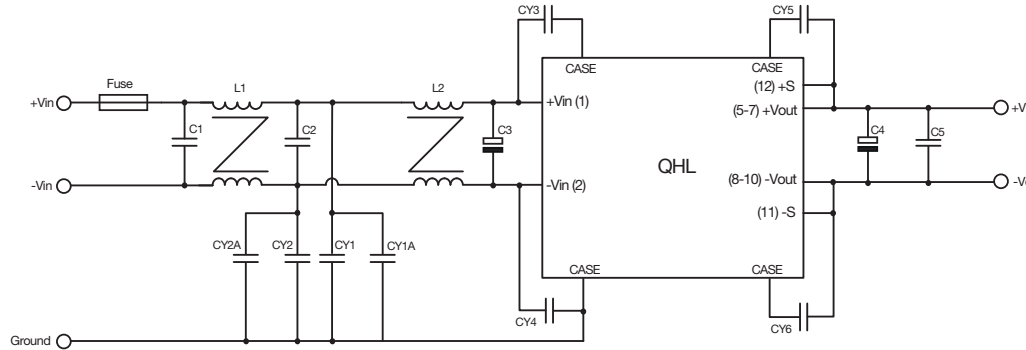 CY3
CY5
CASE
CASE
Fuse
L1
L2
(12) +S
+Vin
+Vin (1)
(5-7) +Vout
C1
C2
C3
C4
C5
QHL
-Vin
-Vin (2)
(8-10) -Vout
(11) -S
CY2A
CY2
CY1
CY1A
CASE
CASE
CY4
CY6
Ground